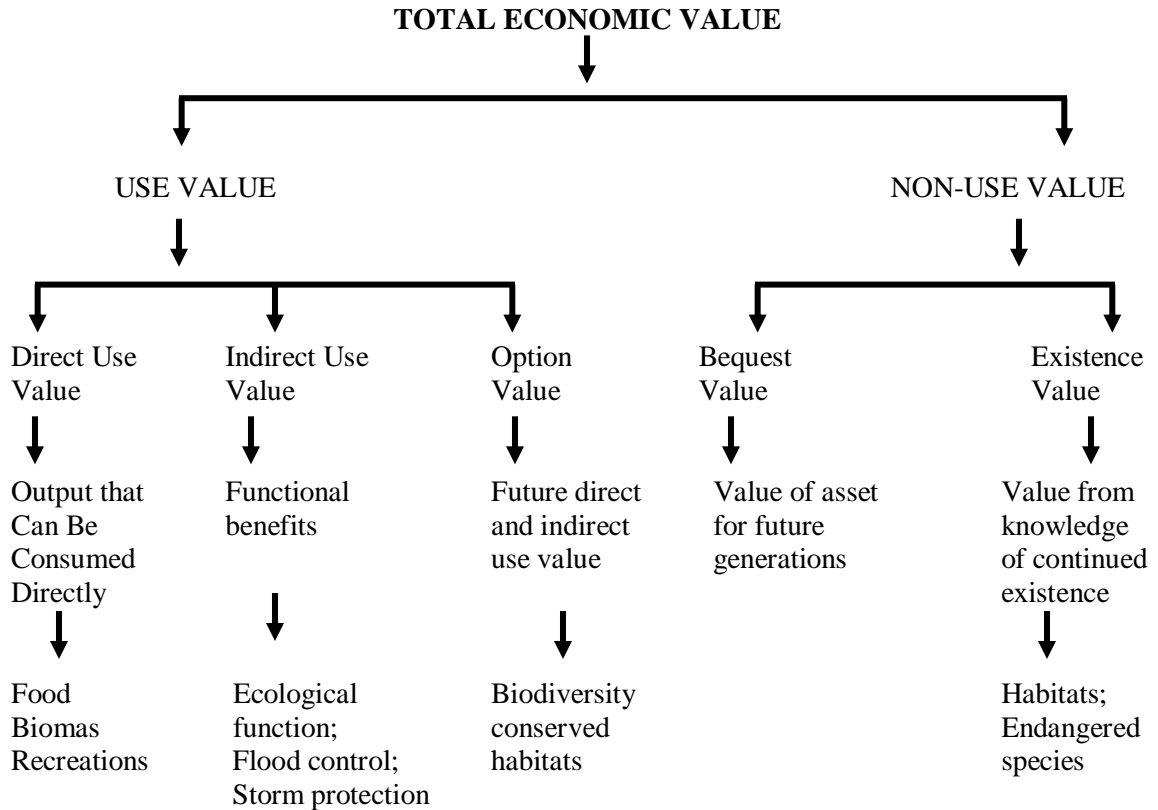 TOTAL ECONOMIC VALUE
USE VALUE
NON-USE VALUE
Direct Use
Value
Indirect Use
Value
Option
Value
Bequest
Value
Existence
Value
Output that
Can Be
Consumed
Directly
Functional
benefits
Future direct
and indirect
use value
Value of asset
for future
generations
Value from
knowledge
of continued
existence
Food
Biomas
Recreations
Ecological
function;
Flood control;
Storm protection
Biodiversity
conserved
habitats
Habitats;
Endangered
species